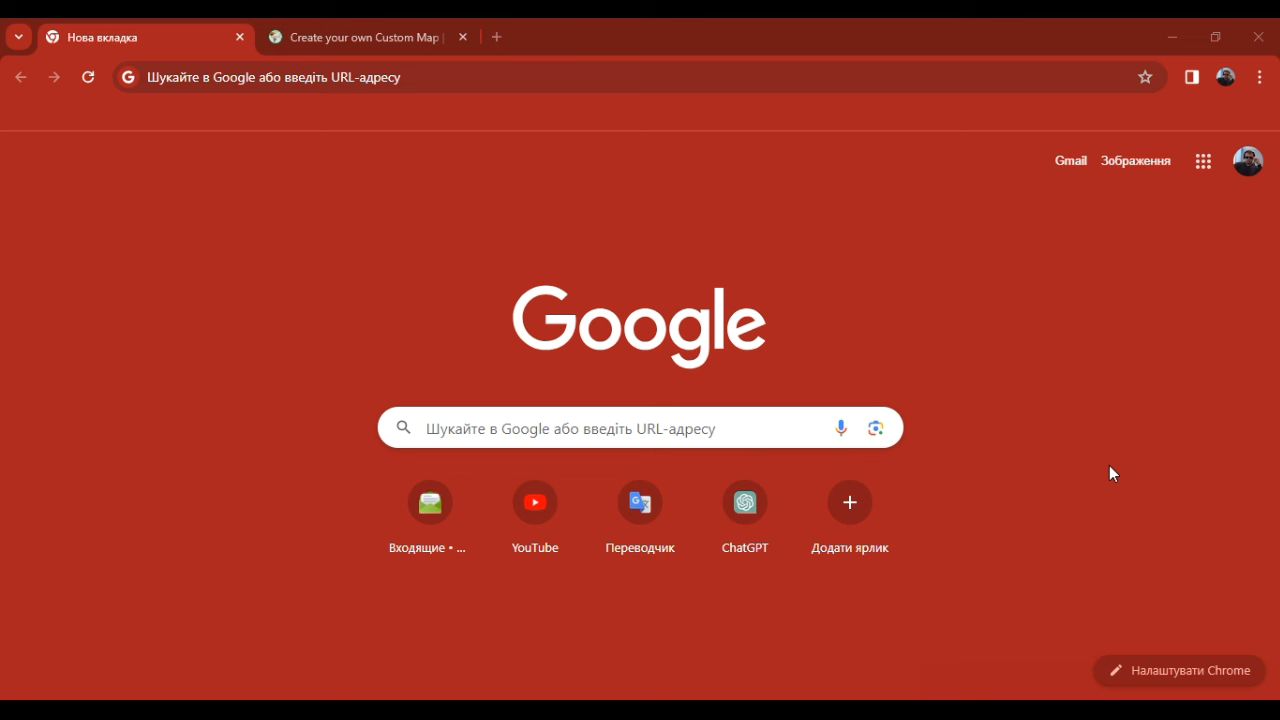 Нова вкладка
Create your own Custom Map
Шукайте в Google або введіть URL-адресу
Gmail Зображення
Google
Шукайте в Google або введіть URL-адресу
Входящие • ... YouTube Переводчик ChatGPT Додати ярлик
Налаштувати Chrome